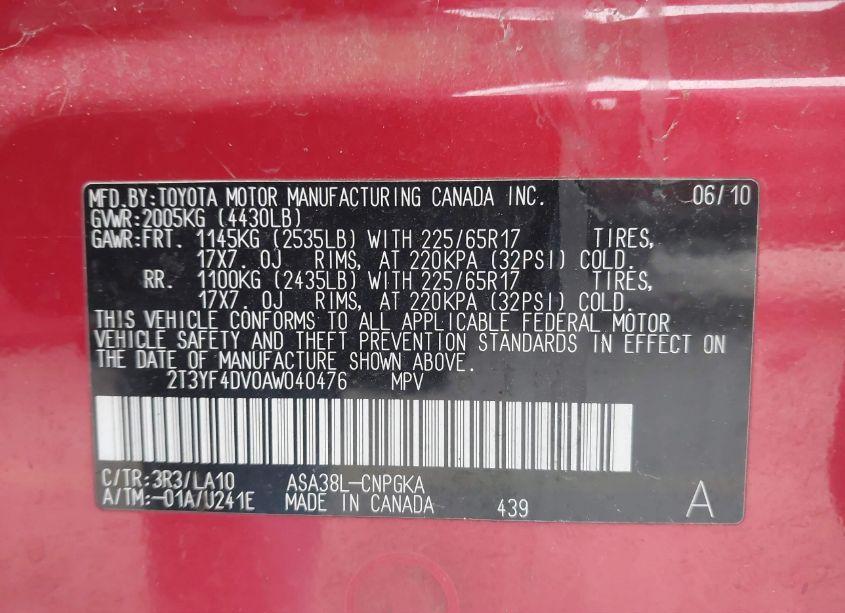 MFD.BY:TOYOTA MOTOR MANUFACTURING CANADA INC. 06/10
GVWR:2005KG (4430LB)
GAWR:FRT. 1145KG (2535LB) WITH 225/65R17 TIRES,
17X7.0J RIMS, AT 220KPA (32PSI) COLD.
RR. 1100KG (2435LB) WITH 225/65R17 TIRES,
17X7.0J RIMS, AT 220KPA (32PSI) COLD.
THIS VEHICLE CONFORMS TO ALL APPLICABLE FEDERAL MOTOR
VEHICLE SAFETY AND THEFT PREVENTION STANDARDS IN EFFECT ON
THE DATE OF MANUFACTURE SHOWN ABOVE.
2T3YF4DV0AW040476 MPV
C/TR:3R3/LA10 ASA38L-CNPGKA
A/TM:-01A/U241E MADE IN CANADA 439 A